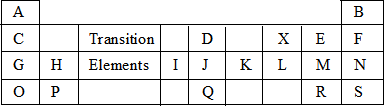 A B
C Transition D X E F
G H Elements I J K L M N
O P Q R S